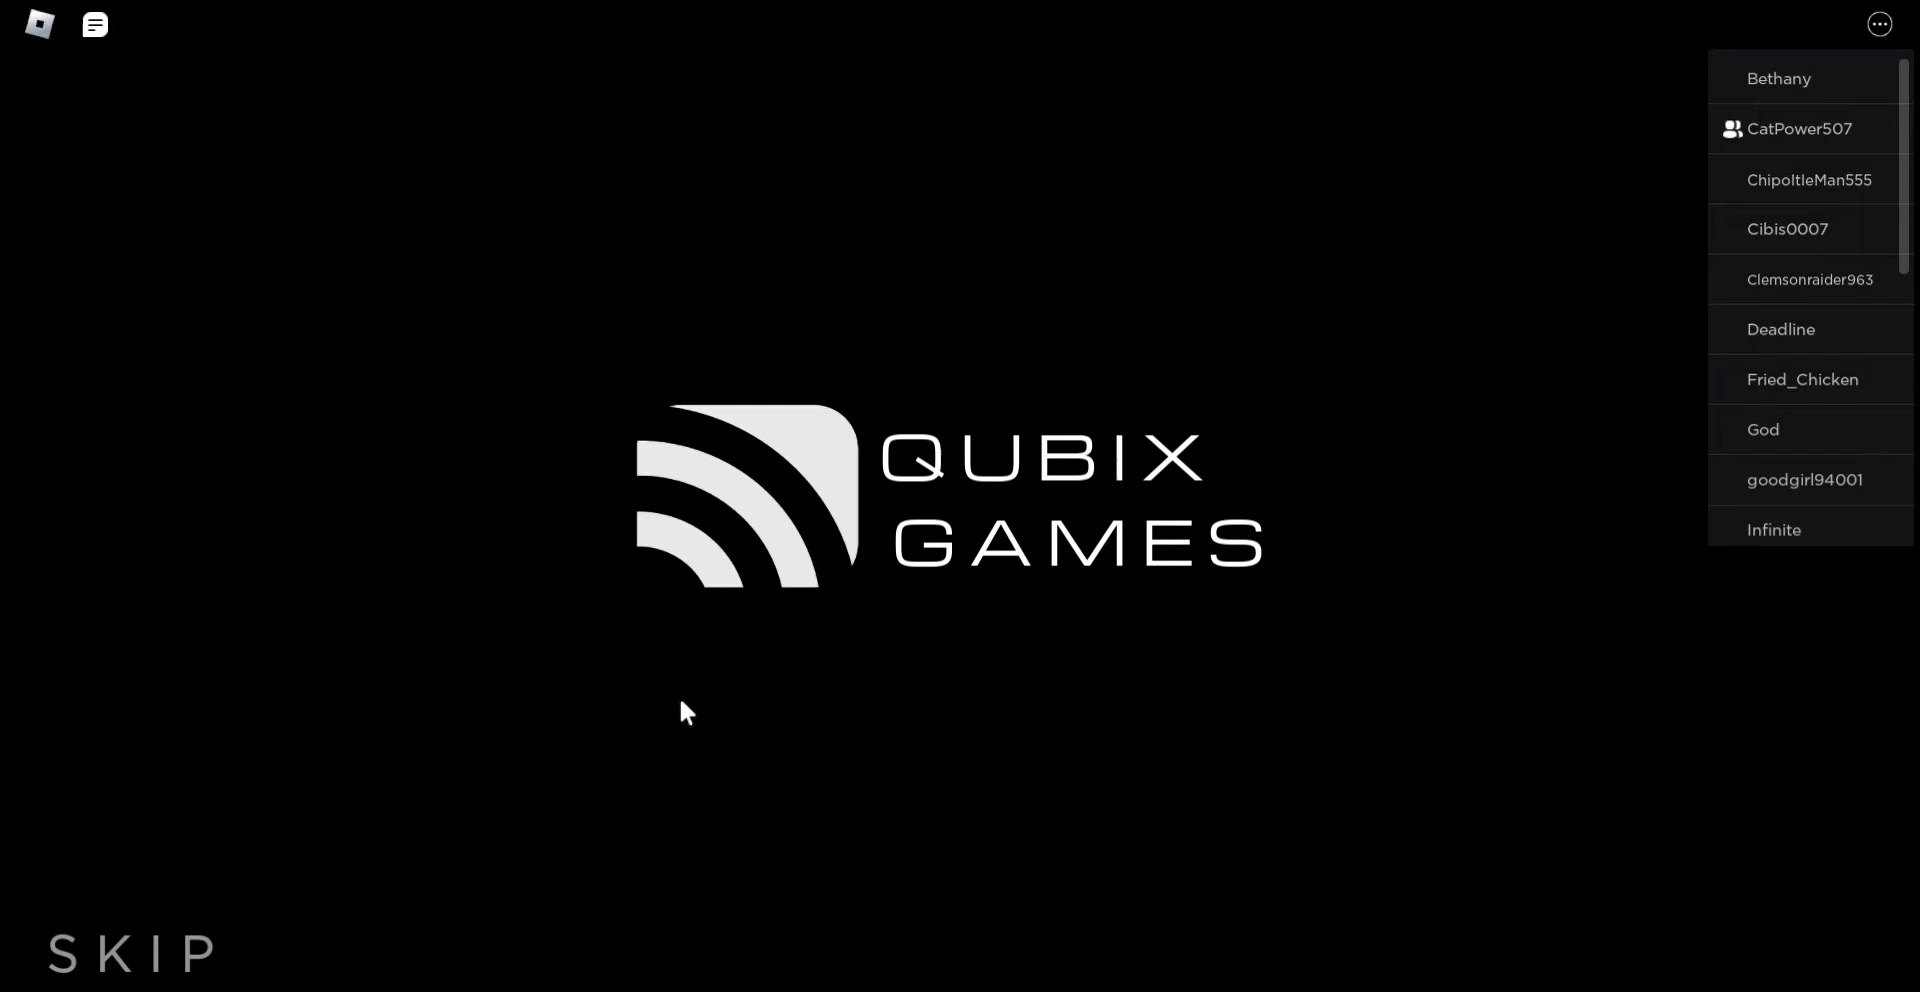 Bethany
CatPower507
ChipoltleMan555
Cibis0007
Clemsonraider963
Deadline
Fried_Chicken
God
goodgirl94001
Infinite
QUBIX
GAMES
SKIP